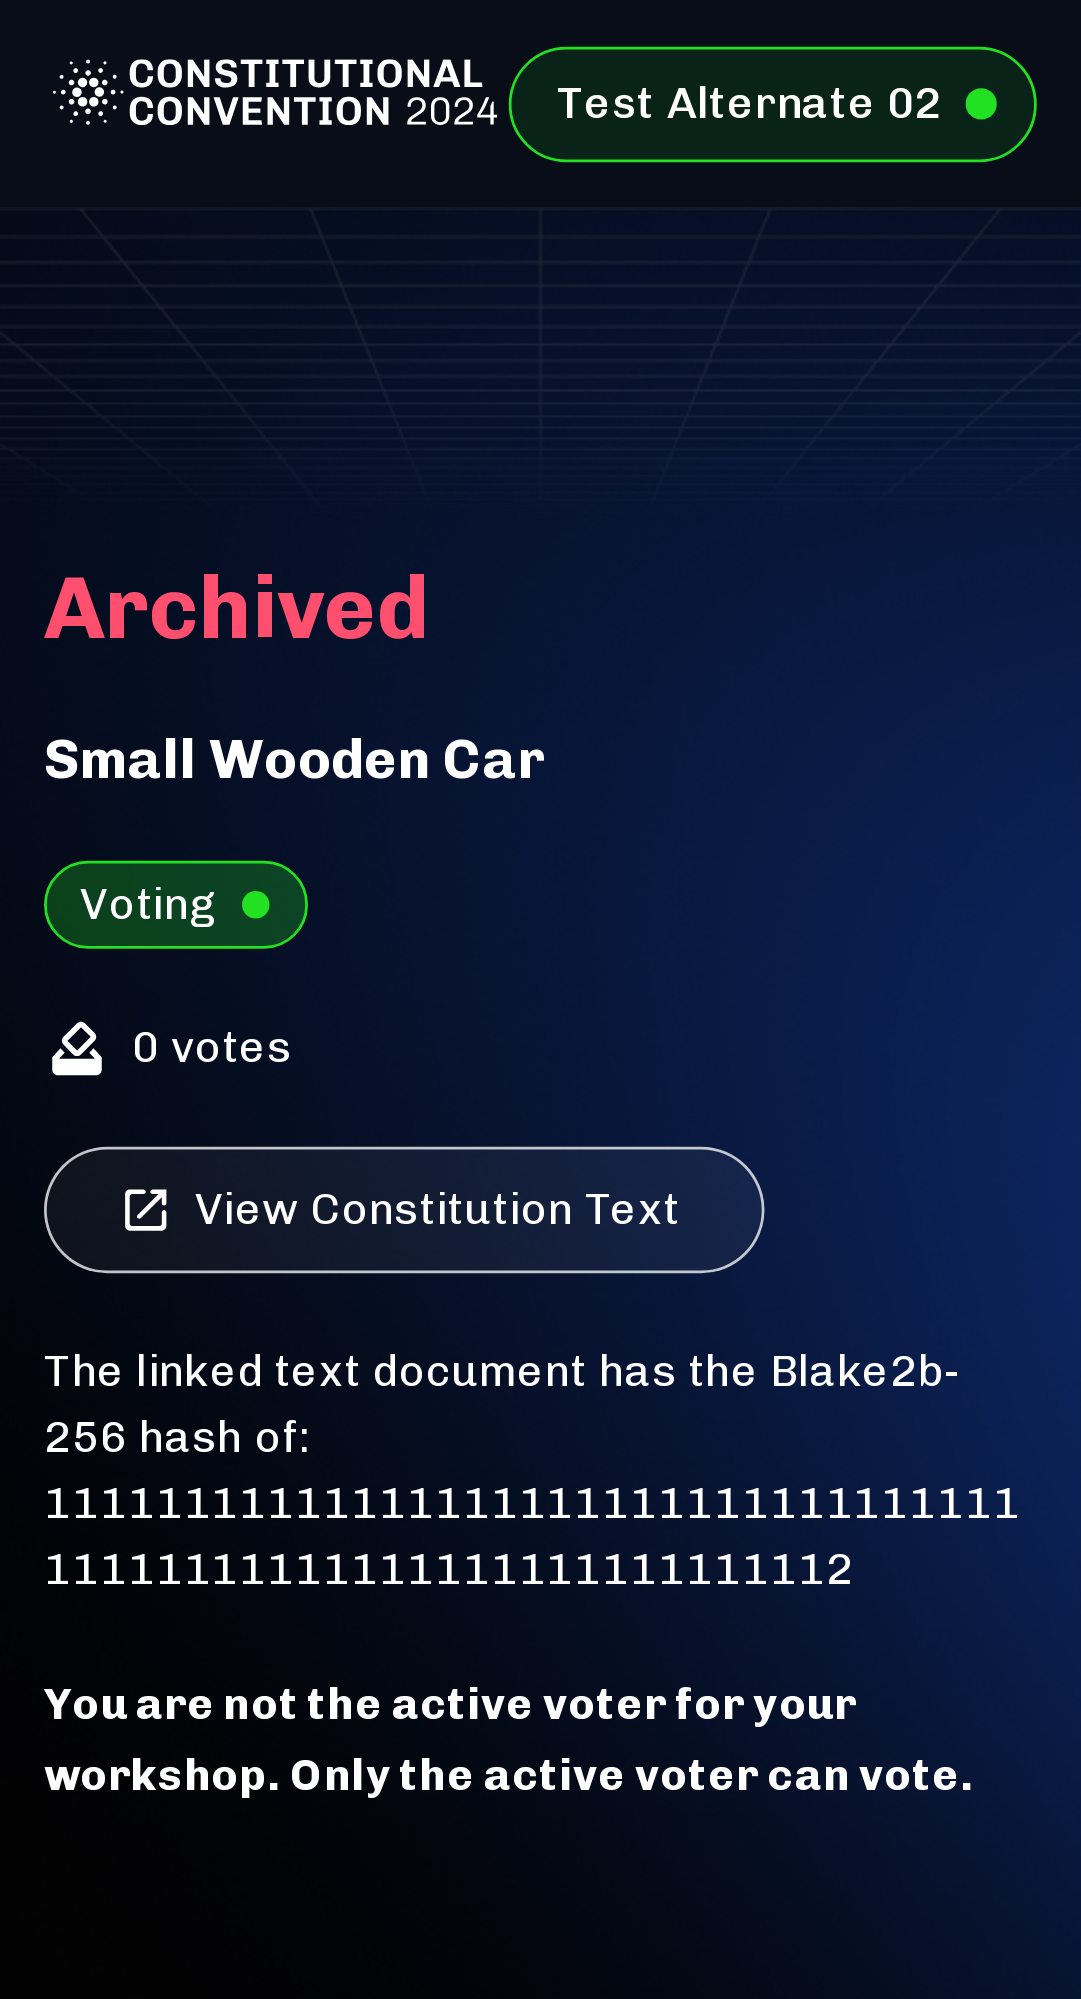 CONSTITUTIONAL
CONVENTION 2024
Test Alternate 02
Archived
Small Wooden Car
Voting
0 votes
View Constitution Text
The linked text document has the Blake2b-
256 hash of:
11111111111111111111111111111111111
11111111111111111111111111112
You are not the active voter for your
workshop. Only the active voter can vote.